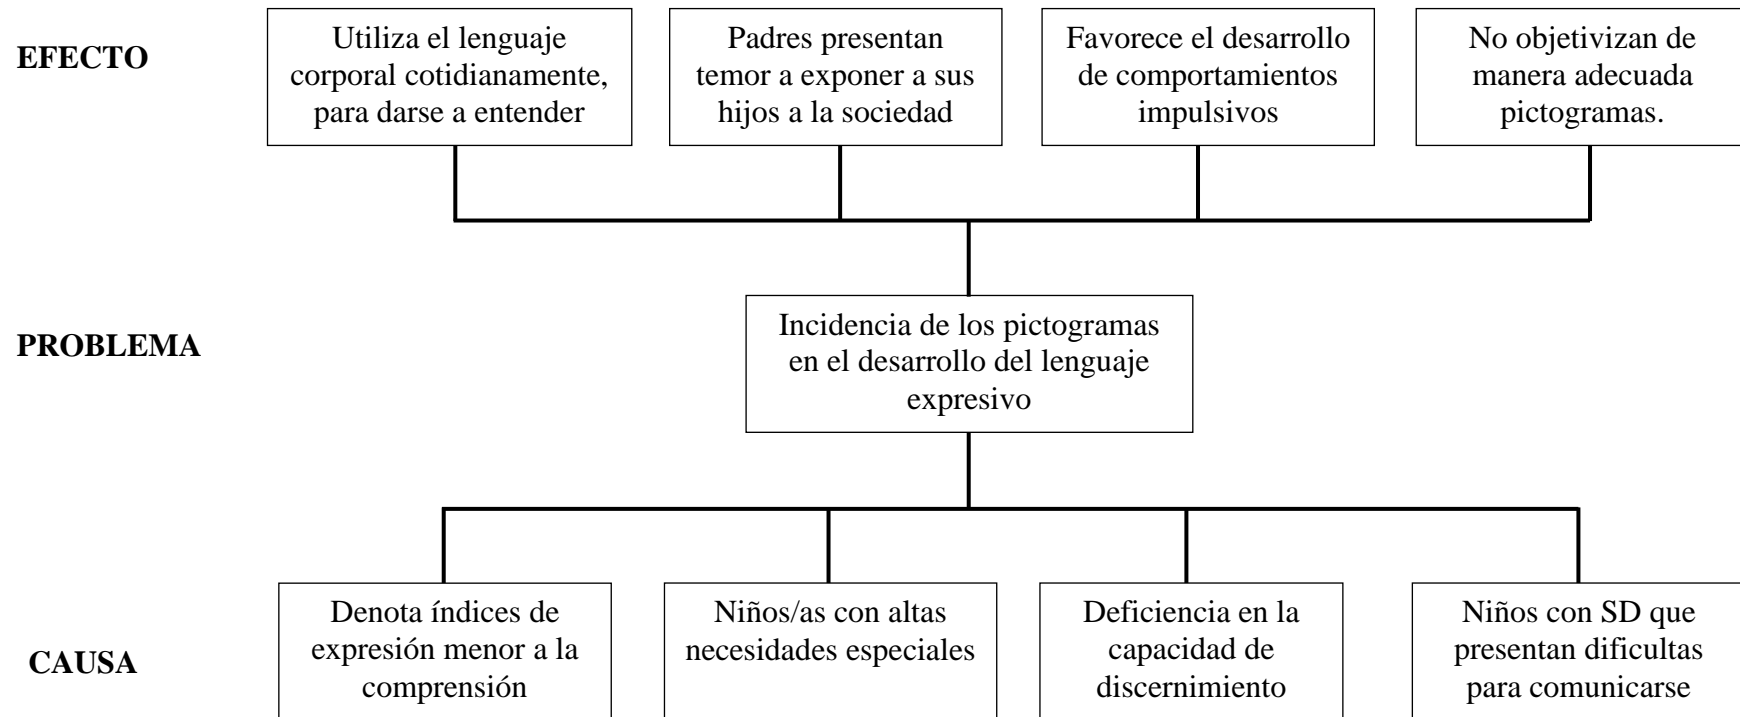 EFECTO
Utiliza el lenguaje
corporal cotidianamente,
para darse a entender
Padres presentan
temor a exponer a sus
hijos a la sociedad
Favorece el desarrollo
de comportamientos
impulsivos
No objetivizan de
manera adecuada
pictogramas.
PROBLEMA
Incidencia de los pictogramas
en el desarrollo del lenguaje
expresivo
CAUSA
Denota índices de
expresión menor a la
comprensión
Niños/as con altas
necesidades especiales
Deficiencia en la
capacidad de
discernimiento
Niños con SD que
presentan dificultas
para comunicarse